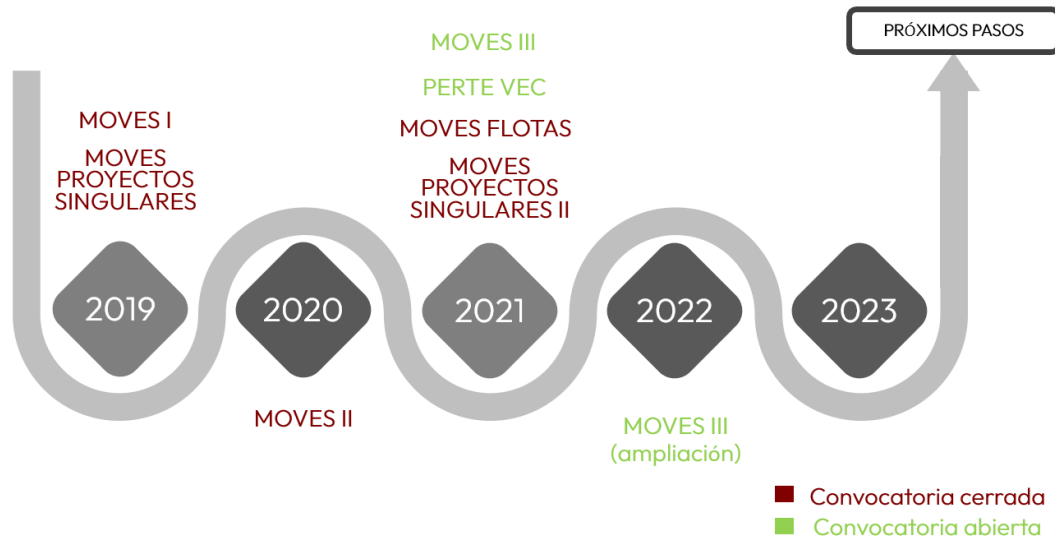 PRÓXIMOS PASOS
MOVES III
PERTE VEC
MOVES FLOTAS
MOVES
PROYECTOS
SINGULARES II
MOVES I
MOVES
PROYECTOS
SINGULARES
2019
2020
2021
2022
2023
MOVES II
MOVES III
(ampliación)
Convocatoria cerrada
Convocatoria abierta